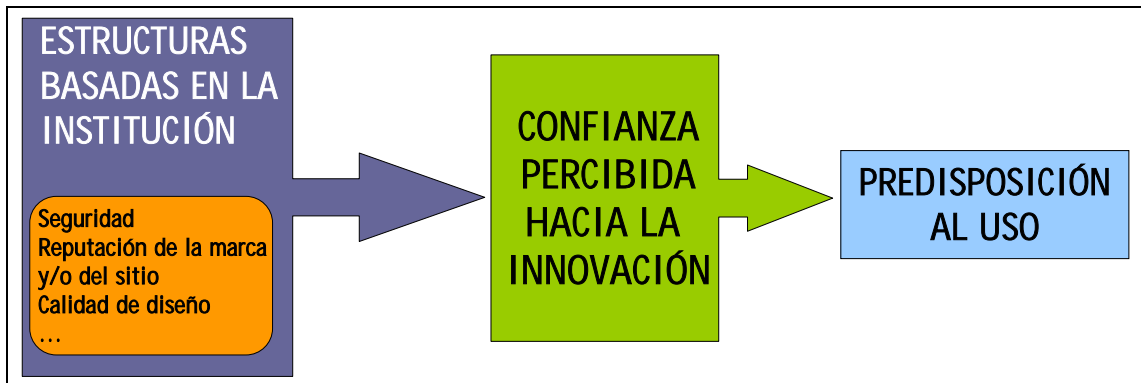 ESTRUCTURAS
BASADAS EN LA
INSTITUCIÓN
Seguridad
Reputación de la marca
y/o del sitio
Calidad de diseño
...
CONFIANZA
PERCIBIDA
HACIA LA
INNOVACIÓN
PREDISPOSICIÓN
AL USO